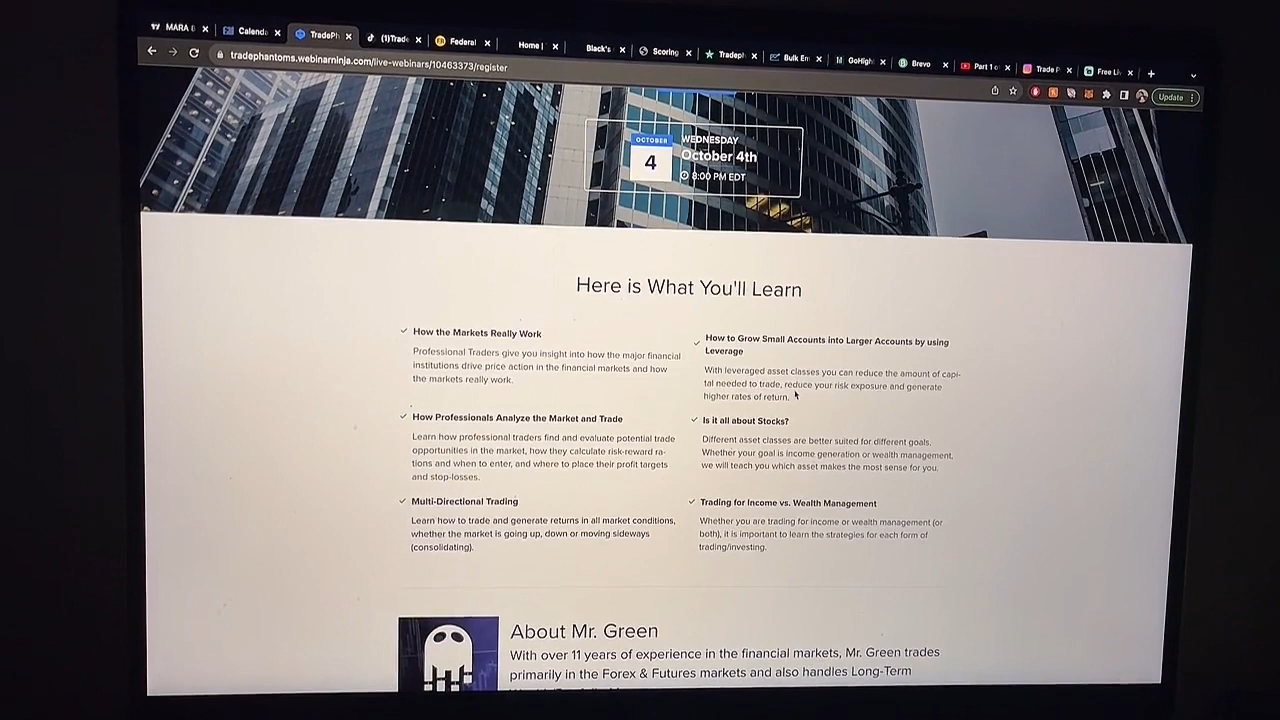 MARA
Calend
TradePh
(1)Trade
Federal
Home |
Black's
Scoring
Tradepl
Bulk En
GoHigh
Brevo
Part 1 o
Trade P
Free Li
tradephantoms.webinarninja.com/live-webinars/10463373/register
Update
OCTOBER
4
WEDNESDAY
October 4th
8:00 PM EDT
Here is What You'll Learn
How the Markets Really Work
Professional Traders give you insight into how the major financial
institutions drive price action in the financial markets and how
the markets really work.
How to Grow Small Accounts into Larger Accounts by using
Leverage
With leveraged asset classes you can reduce the amount of capi-
tal needed to trade, reduce your risk exposure and generate
higher rates of return.
How Professionals Analyze the Market and Trade
Learn how professional traders find and evaluate potential trade
opportunities in the market, how they calculate risk-reward ra-
tions and when to enter, and where to place their profit targets
and stop-losses.
Is it all about Stocks?
Different asset classes are better suited for different goals.
Whether your goal is income generation or wealth management,
we will teach you which asset makes the most sense for you.
Multi-Directional Trading
Learn how to trade and generate returns in all market conditions,
whether the market is going up, down or moving sideways
(consolidating).
Trading for Income vs. Wealth Management
Whether you are trading for income or wealth management (or
both), it is important to learn the strategies for each form of
trading/investing.
About Mr. Green
With over 11 years of experience in the financial markets, Mr. Green trades
primarily in the Forex & Futures markets and also handles Long-Term